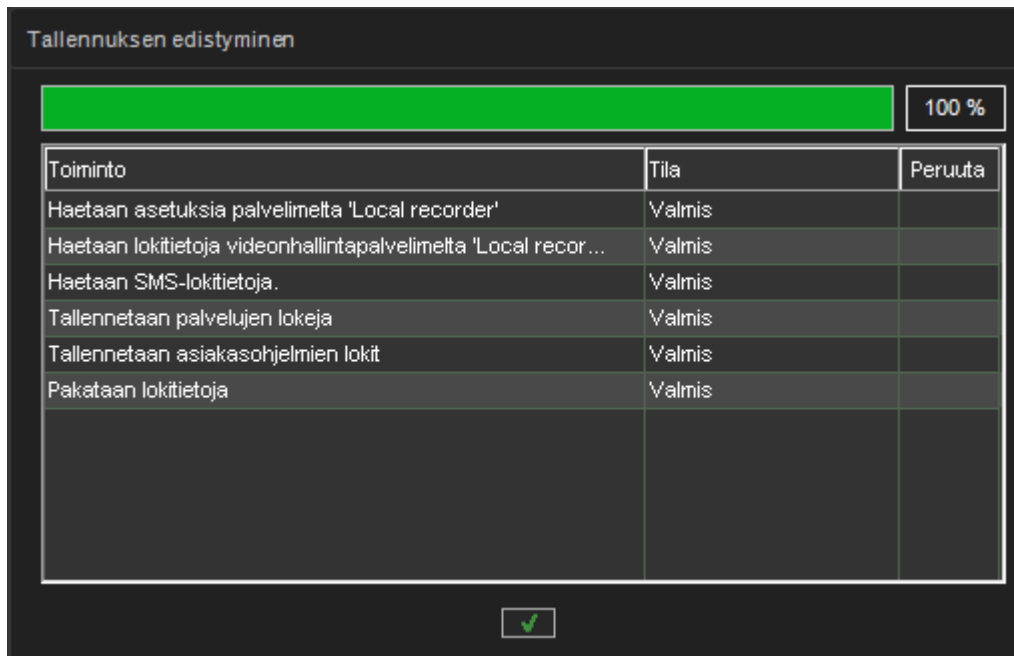 Tallennuksen edistyminen
100 %
Toiminto Tila Peruuta
Haetaan asetuksia palvelimelta 'Local recorder' Valmis
Haetaan lokitietoja videonhallintapalvelimelta 'Local recor... Valmis
Haetaan SMS-lokitietoja. Valmis
Tallennetaan palvelujen lokeja Valmis
Tallennetaan asiakasohjelmien lokit Valmis
Pakataan lokitietoja Valmis